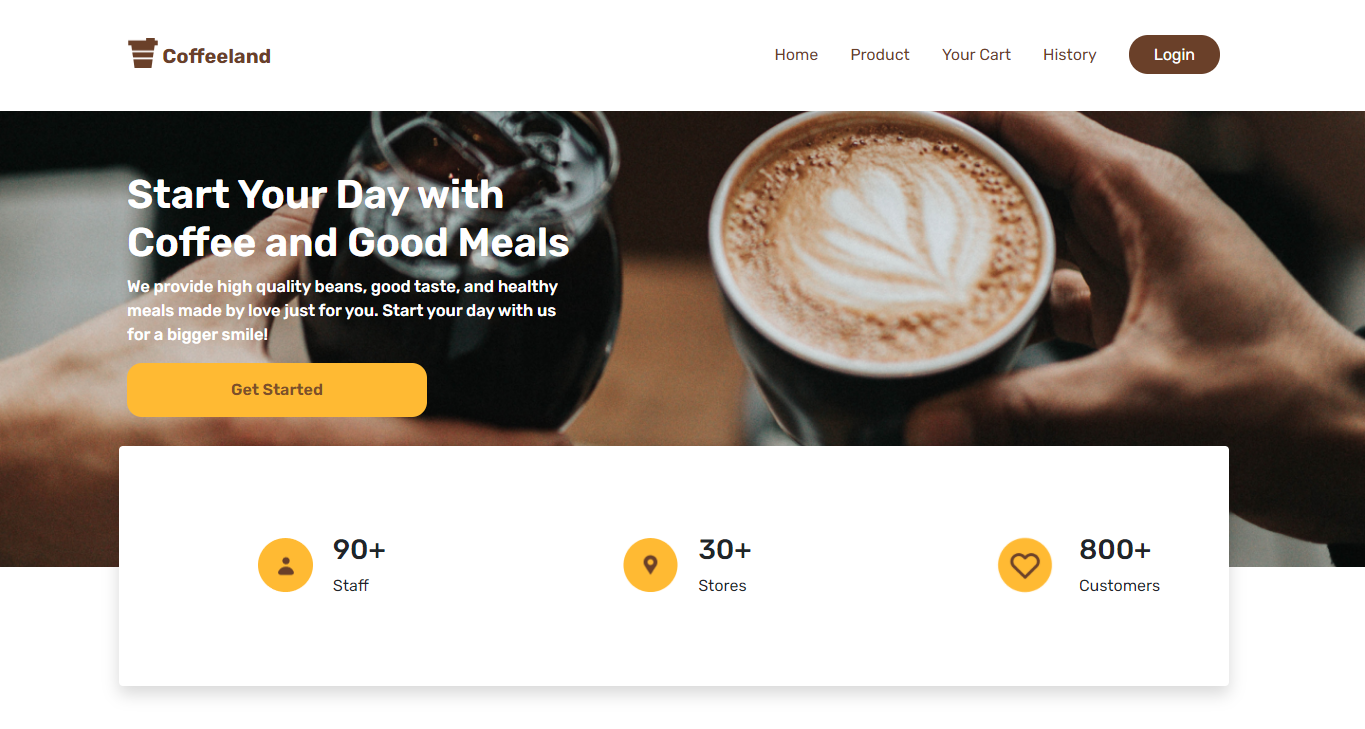 Coffeeland
Home
Product
Your Cart
History
Login
Start Your Day with
Coffee and Good Meals
We provide high quality beans, good taste, and healthy
meals made by love just for you. Start your day with us
for a bigger smile!
Get Started
90+
Staff
30+
Stores
800+
Customers